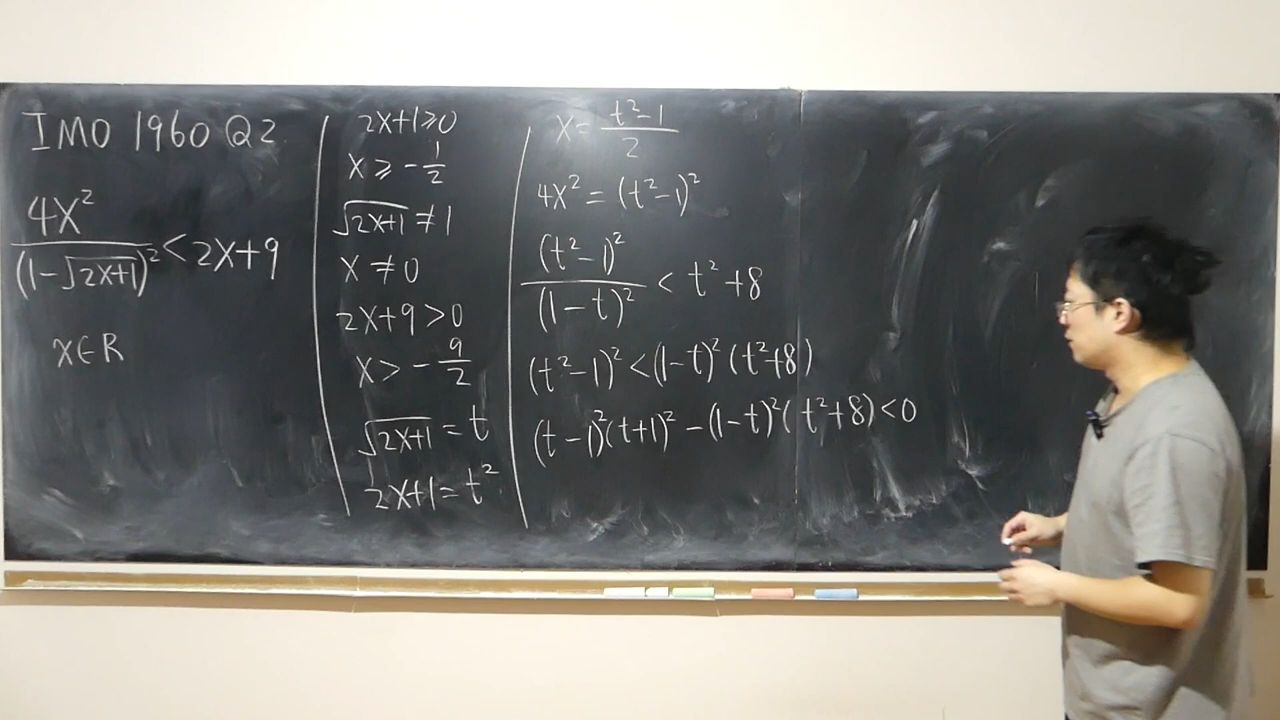 IMO 1960 Q2
4X²
(1-√2X+1)² < 2X+9
X∈R
2X+1⩾0
X ⩾ -1/2
√2X+1 ≠ 1
X ≠ 0
2X+9>0
X > -9/2
√2X+1 = t
2X+1 = t²
X = t²-1
2
4X² = (t²-1)²
(t²-1)²
(1-t)² < t²+8
(t²-1)² < (1-t)² (t²+8)
(t-1)²(t+1)² - (1-t)² (t²+8) < 0